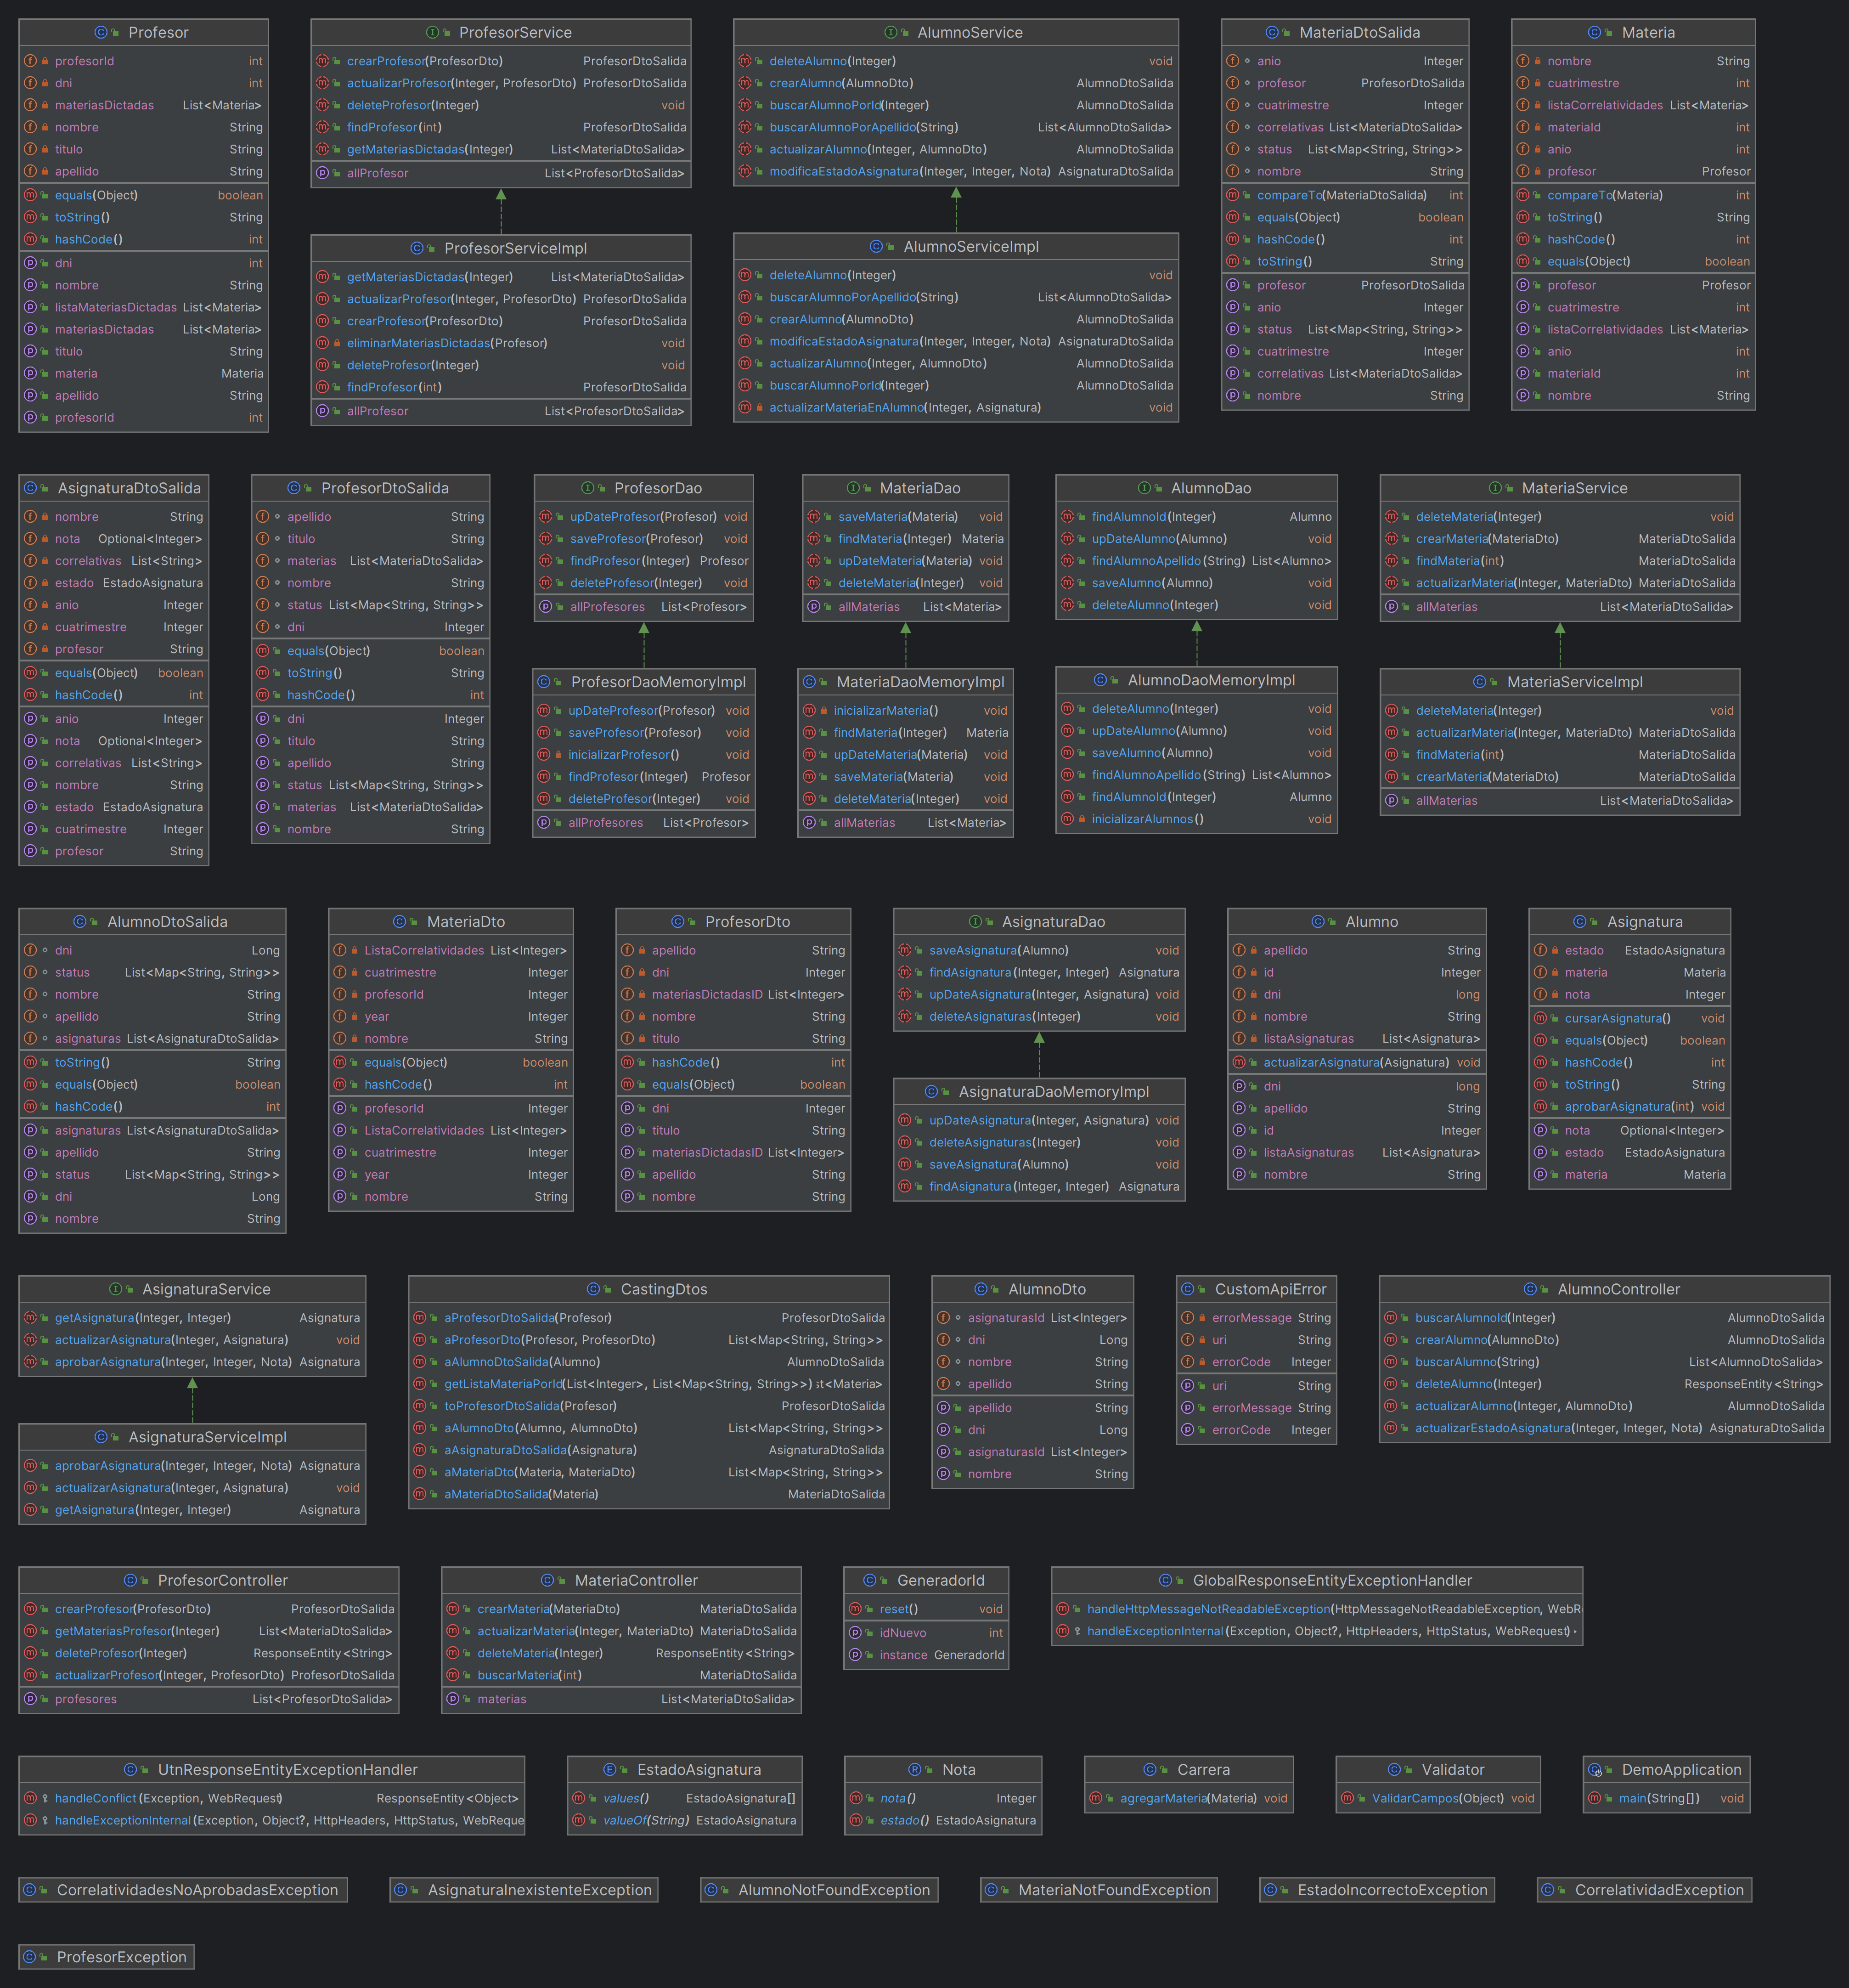 Profesor
profesorId int
dni int
materiasDictadas List<Materia>
nombre String
titulo String
apellido String
equals(Object) boolean
toString() String
hashCode() int
dni int
nombre String
listaMateriasDictadas List<Materia>
materiasDictadas List<Materia>
titulo String
materia Materia
apellido String
profesorId int
ProfesorService
crearProfesor(ProfesorDto) ProfesorDtoSalida
actualizarProfesor(Integer, ProfesorDto) ProfesorDtoSalida
deleteProfesor(Integer) void
findProfesor(int) ProfesorDtoSalida
getMateriasDictadas(Integer) List<MateriaDtoSalida>
allProfesor List<ProfesorDtoSalida>
ProfesorServiceImpl
getMateriasDictadas(Integer) List<MateriaDtoSalida>
actualizarProfesor(Integer, ProfesorDto) ProfesorDtoSalida
crearProfesor(ProfesorDto) ProfesorDtoSalida
eliminarMateriasDictadas(Profesor) void
deleteProfesor(Integer) void
findProfesor(int) ProfesorDtoSalida
allProfesor List<ProfesorDtoSalida>
AlumnoService
deleteAlumno(Integer) void
crearAlumno(AlumnoDto) AlumnoDtoSalida
buscarAlumnoPorId(Integer) AlumnoDtoSalida
buscarAlumnoPorApellido(String) List<AlumnoDtoSalida>
actualizarAlumno(Integer, AlumnoDto) AlumnoDtoSalida
modificaEstadoAsignatura(Integer, Integer, Nota) AsignaturaDtoSalida
AlumnoServiceImpl
deleteAlumno(Integer) void
buscarAlumnoPorApellido(String) List<AlumnoDtoSalida>
crearAlumno(AlumnoDto) AlumnoDtoSalida
modificaEstadoAsignatura(Integer, Integer, Nota) AsignaturaDtoSalida
actualizarAlumno(Integer, AlumnoDto) AlumnoDtoSalida
buscarAlumnoPorId(Integer) AlumnoDtoSalida
actualizarMateriaEnAlumno(Integer, Asignatura) void
MateriaDtoSalida
anio Integer
profesor ProfesorDtoSalida
cuatrimestre Integer
correlativas List<MateriaDtoSalida>
status List<Map<String, String>>
nombre String
compareTo(MateriaDtoSalida) int
equals(Object) boolean
hashCode() int
toString() String
profesor ProfesorDtoSalida
anio Integer
status List<Map<String, String>>
cuatrimestre Integer
correlativas List<MateriaDtoSalida>
nombre String
Materia
nombre String
cuatrimestre int
listaCorrelatividades List<Materia>
materiaId int
anio int
profesor Profesor
compareTo(Materia) int
toString() String
hashCode() int
equals(Object) boolean
profesor Profesor
cuatrimestre int
listaCorrelatividades List<Materia>
anio int
materiaId int
nombre String
AsignaturaDtoSalida
nombre String
nota Optional<Integer>
correlativas List<String>
estado EstadoAsignatura
anio Integer
cuatrimestre Integer
profesor String
equals(Object) boolean
hashCode() int
anio Integer
nota Optional<Integer>
correlativas List<String>
nombre String
estado EstadoAsignatura
cuatrimestre Integer
profesor String
ProfesorDtoSalida
apellido String
titulo String
materias List<MateriaDtoSalida>
nombre String
status List<Map<String, String>>
dni Integer
equals(Object) boolean
toString() String
hashCode() int
dni Integer
titulo String
apellido String
status List<Map<String, String>>
materias List<MateriaDtoSalida>
nombre String
ProfesorDao
upDateProfesor(Profesor) void
saveProfesor(Profesor) void
findProfesor(Integer) Profesor
deleteProfesor(Integer) void
allProfesores List<Profesor>
ProfesorDaoMemoryImpl
upDateProfesor(Profesor) void
saveProfesor(Profesor) void
inicializarProfesor() void
findProfesor(Integer) Profesor
deleteProfesor(Integer) void
allProfesores List<Profesor>
MateriaDao
saveMateria(Materia) void
findMateria(Integer) Materia
upDateMateria(Materia) void
deleteMateria(Integer) void
allMaterias List<Materia>
MateriaDaoMemoryImpl
inicializarMateria() void
findMateria(Integer) Materia
upDateMateria(Materia) void
saveMateria(Materia) void
deleteMateria(Integer) void
allMaterias List<Materia>
AlumnoDao
findAlumnoId(Integer) Alumno
upDateAlumno(Alumno) void
findAlumnoApellido(String) List<Alumno>
saveAlumno(Alumno) void
deleteAlumno(Integer) void
AlumnoDaoMemoryImpl
deleteAlumno(Integer) void
upDateAlumno(Alumno) void
saveAlumno(Alumno) void
findAlumnoApellido(String) List<Alumno>
findAlumnoId(Integer) Alumno
inicializarAlumnos() void
MateriaService
deleteMateria(Integer) void
crearMateria(MateriaDto) MateriaDtoSalida
findMateria(int) MateriaDtoSalida
actualizarMateria(Integer, MateriaDto) MateriaDtoSalida
allMaterias List<MateriaDtoSalida>
MateriaServiceImpl
deleteMateria(Integer) void
actualizarMateria(Integer, MateriaDto) MateriaDtoSalida
findMateria(int) MateriaDtoSalida
crearMateria(MateriaDto) MateriaDtoSalida
allMaterias List<MateriaDtoSalida>
AlumnoDtoSalida
dni Long
status List<Map<String, String>>
nombre String
apellido String
asignaturas List<AsignaturaDtoSalida>
toString() String
equals(Object) boolean
hashCode() int
asignaturas List<AsignaturaDtoSalida>
apellido String
status List<Map<String, String>>
dni Long
nombre String
MateriaDto
ListaCorrelatividades List<Integer>
cuatrimestre Integer
profesorId Integer
year Integer
nombre String
equals(Object) boolean
hashCode() int
profesorId Integer
ListaCorrelatividades List<Integer>
cuatrimestre Integer
year Integer
nombre String
ProfesorDto
apellido String
dni Integer
materiasDictadasID List<Integer>
nombre String
titulo String
hashCode() int
equals(Object) boolean
dni Integer
titulo String
materiasDictadasID List<Integer>
apellido String
nombre String
AsignaturaDao
saveAsignatura(Alumno) void
findAsignatura(Integer, Integer) Asignatura
upDateAsignatura(Integer, Asignatura) void
deleteAsignaturas(Integer) void
AsignaturaDaoMemoryImpl
upDateAsignatura(Integer, Asignatura) void
deleteAsignaturas(Integer) void
saveAsignatura(Alumno) void
findAsignatura(Integer, Integer) Asignatura
Alumno
apellido String
id Integer
dni long
nombre String
listaAsignaturas List<Asignatura>
actualizarAsignatura(Asignatura) void
dni long
apellido String
id Integer
listaAsignaturas List<Asignatura>
nombre String
Asignatura
estado EstadoAsignatura
materia Materia
nota Integer
cursarAsignatura() void
equals(Object) boolean
hashCode() int
toString() String
aprobarAsignatura(int) void
nota Optional<Integer>
estado EstadoAsignatura
materia Materia
AsignaturaService
getAsignatura(Integer, Integer) Asignatura
actualizarAsignatura(Integer, Asignatura) void
aprobarAsignatura(Integer, Integer, Nota) Asignatura
AsignaturaServiceImpl
aprobarAsignatura(Integer, Integer, Nota) Asignatura
actualizarAsignatura(Integer, Asignatura) void
getAsignatura(Integer, Integer) Asignatura
CastingDtos
aProfesorDtoSalida(Profesor) ProfesorDtoSalida
aProfesorDto(Profesor, ProfesorDto) List<Map<String, String>>
aAlumnoDtoSalida(Alumno) AlumnoDtoSalida
getListaMateriaPorId(List<Integer>, List<Map<String, String>>) st<Materia>
toProfesorDtoSalida(Profesor) ProfesorDtoSalida
aAlumnoDto(Alumno, AlumnoDto) List<Map<String, String>>
aAsignaturaDtoSalida(Asignatura) AsignaturaDtoSalida
aMateriaDto(Materia, MateriaDto) List<Map<String, String>>
aMateriaDtoSalida(Materia) MateriaDtoSalida
AlumnoDto
asignaturasId List<Integer>
dni Long
nombre String
apellido String
apellido String
dni Long
asignaturasId List<Integer>
nombre String
CustomApiError
errorMessage String
uri String
errorCode Integer
uri String
errorMessage String
errorCode Integer
AlumnoController
buscarAlumnoId(Integer) AlumnoDtoSalida
crearAlumno(AlumnoDto) AlumnoDtoSalida
buscarAlumno(String) List<AlumnoDtoSalida>
deleteAlumno(Integer) ResponseEntity<String>
actualizarAlumno(Integer, AlumnoDto) AlumnoDtoSalida
actualizarEstadoAsignatura(Integer, Integer, Nota) AsignaturaDtoSalida
ProfesorController
crearProfesor(ProfesorDto) ProfesorDtoSalida
getMateriasProfesor(Integer) List<MateriaDtoSalida>
deleteProfesor(Integer) ResponseEntity<String>
actualizarProfesor(Integer, ProfesorDto) ProfesorDtoSalida
profesores List<ProfesorDtoSalida>
MateriaController
crearMateria(MateriaDto) MateriaDtoSalida
actualizarMateria(Integer, MateriaDto) MateriaDtoSalida
deleteMateria(Integer) ResponseEntity<String>
buscarMateria(int) MateriaDtoSalida
materias List<MateriaDtoSalida>
GeneradorId
reset() void
idNuevo int
instance GeneradorId
GlobalResponseEntityExceptionHandler
handleHttpMessageNotReadableException(HttpMessageNotReadableException, WebR
handleExceptionInternal(Exception, Object?, HttpHeaders, HttpStatus, WebRequest)
UtnResponseEntityExceptionHandler
handleConflict(Exception, WebRequest) ResponseEntity<Object>
handleExceptionInternal(Exception, Object?, HttpHeaders, HttpStatus, WebReque
EstadoAsignatura
values() EstadoAsignatura[]
valueOf(String) EstadoAsignatura
Nota
nota() Integer
estado() EstadoAsignatura
Carrera
agregarMateria(Materia) void
Validator
ValidarCampos(Object) void
DemoApplication
main(String[]) void
CorrelatividadesNoAprobadasException
AsignaturaInexistenteException
AlumnoNotFoundException
MateriaNotFoundException
EstadoIncorrectoException
CorrelatividadException
ProfesorException